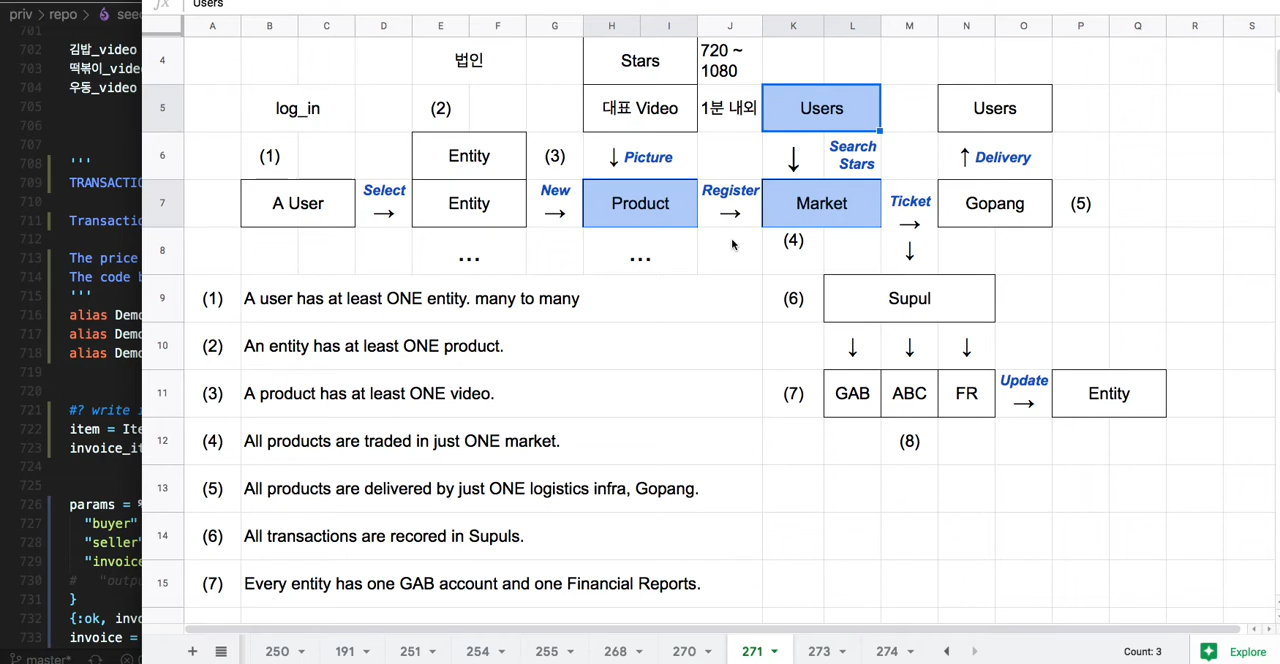 priv > repo > seed
fx Users
A B C D E F G H I J K L M N O P Q R S
701
702 김밥_video
703 떡볶이_video
704 우동_video
705
706
707
708 '''
709 TRANSACTIO
710
711 Transactio
712
713 The price
714 The code b
715 '''
716 alias Demo
717 alias Demo
718 alias Demo
719
720
721 #? write i
722 item = Ite
723 invoice_it
724
725
726 params = %
727 "buyer"
728 "seller"
729 "invoice
730 # "outpu
731 }
732 {:ok, invo
733 invoice =
master*
4 법인 Stars 720 ~ 1080
5 log_in (2) 대표 Video 1분 내외 Users Users
6 (1) Entity (3) ↓ Picture ↓ Search Stars ↑ Delivery
7 A User Select → Entity New → Product Register → Market Ticket → Gopang (5)
8 ... ... (4) ↓
9 (1) A user has at least ONE entity. many to many (6) Supul
10 (2) An entity has at least ONE product. ↓ ↓ ↓
11 (3) A product has at least ONE video. (7) GAB ABC FR Update → Entity
12 (4) All products are traded in just ONE market. (8)
13 (5) All products are delivered by just ONE logistics infra, Gopang.
14 (6) All transactions are recored in Supuls.
15 (7) Every entity has one GAB account and one Financial Reports.
+ 250 191 251 254 255 268 270 271 273 274 Count: 3 Explore